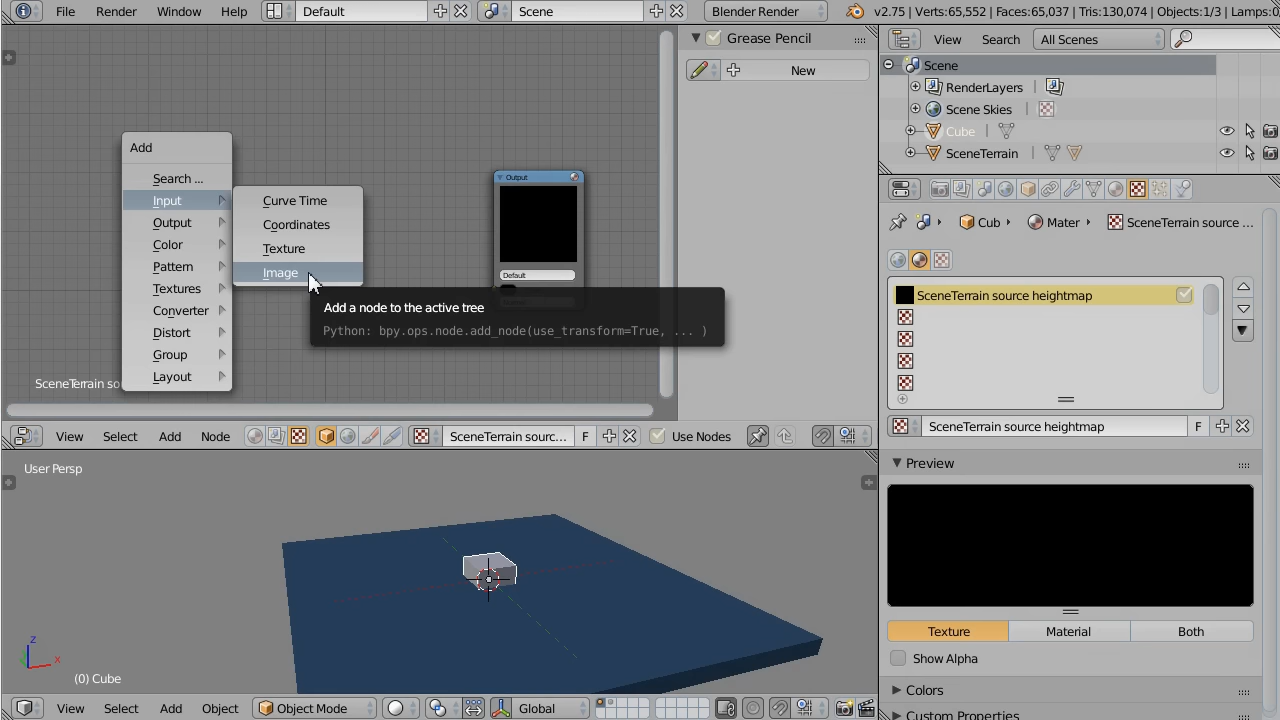 File Render Window Help Default Scene Blender Render v2.75 | Verts:65,552 | Faces:65,037 | Tris:130,074 | Objects:1/3 | Lamps:0
Grease Pencil
New
View Search All Scenes
Scene
RenderLayers
Scene Skies
Cube
SceneTerrain
Add
Search ...
Input
Output
Color
Pattern
Textures
Converter
Distort
Group
Layout
Curve Time
Coordinates
Texture
Image
Add a node to the active tree
Python: bpy.ops.node.add_node(use_transform=True, ... )
Output
Default
SceneTerrain so
View Select Add Node SceneTerrain sourc... F Use Nodes
Cub Mater SceneTerrain source ...
SceneTerrain source heightmap
SceneTerrain source heightmap F
Preview
Texture Material Both
Show Alpha
Colors
Custom Properties
User Persp
z
x
(0) Cube
View Select Add Object Object Mode Global